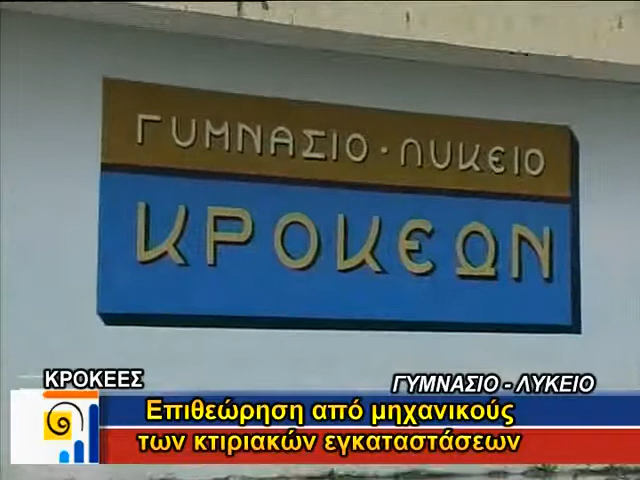 ΓΥΜΝΑΣΙΟ · ΛΥΚΕΙΟ
ΚΡΟΚΕΩΝ
ΚΡΟΚΕΕΣ
ΓΥΜΝΑΣΙΟ - ΛΥΚΕΙΟ
Επιθεώρηση από μηχανικούς
των κτιριακών εγκαταστάσεων